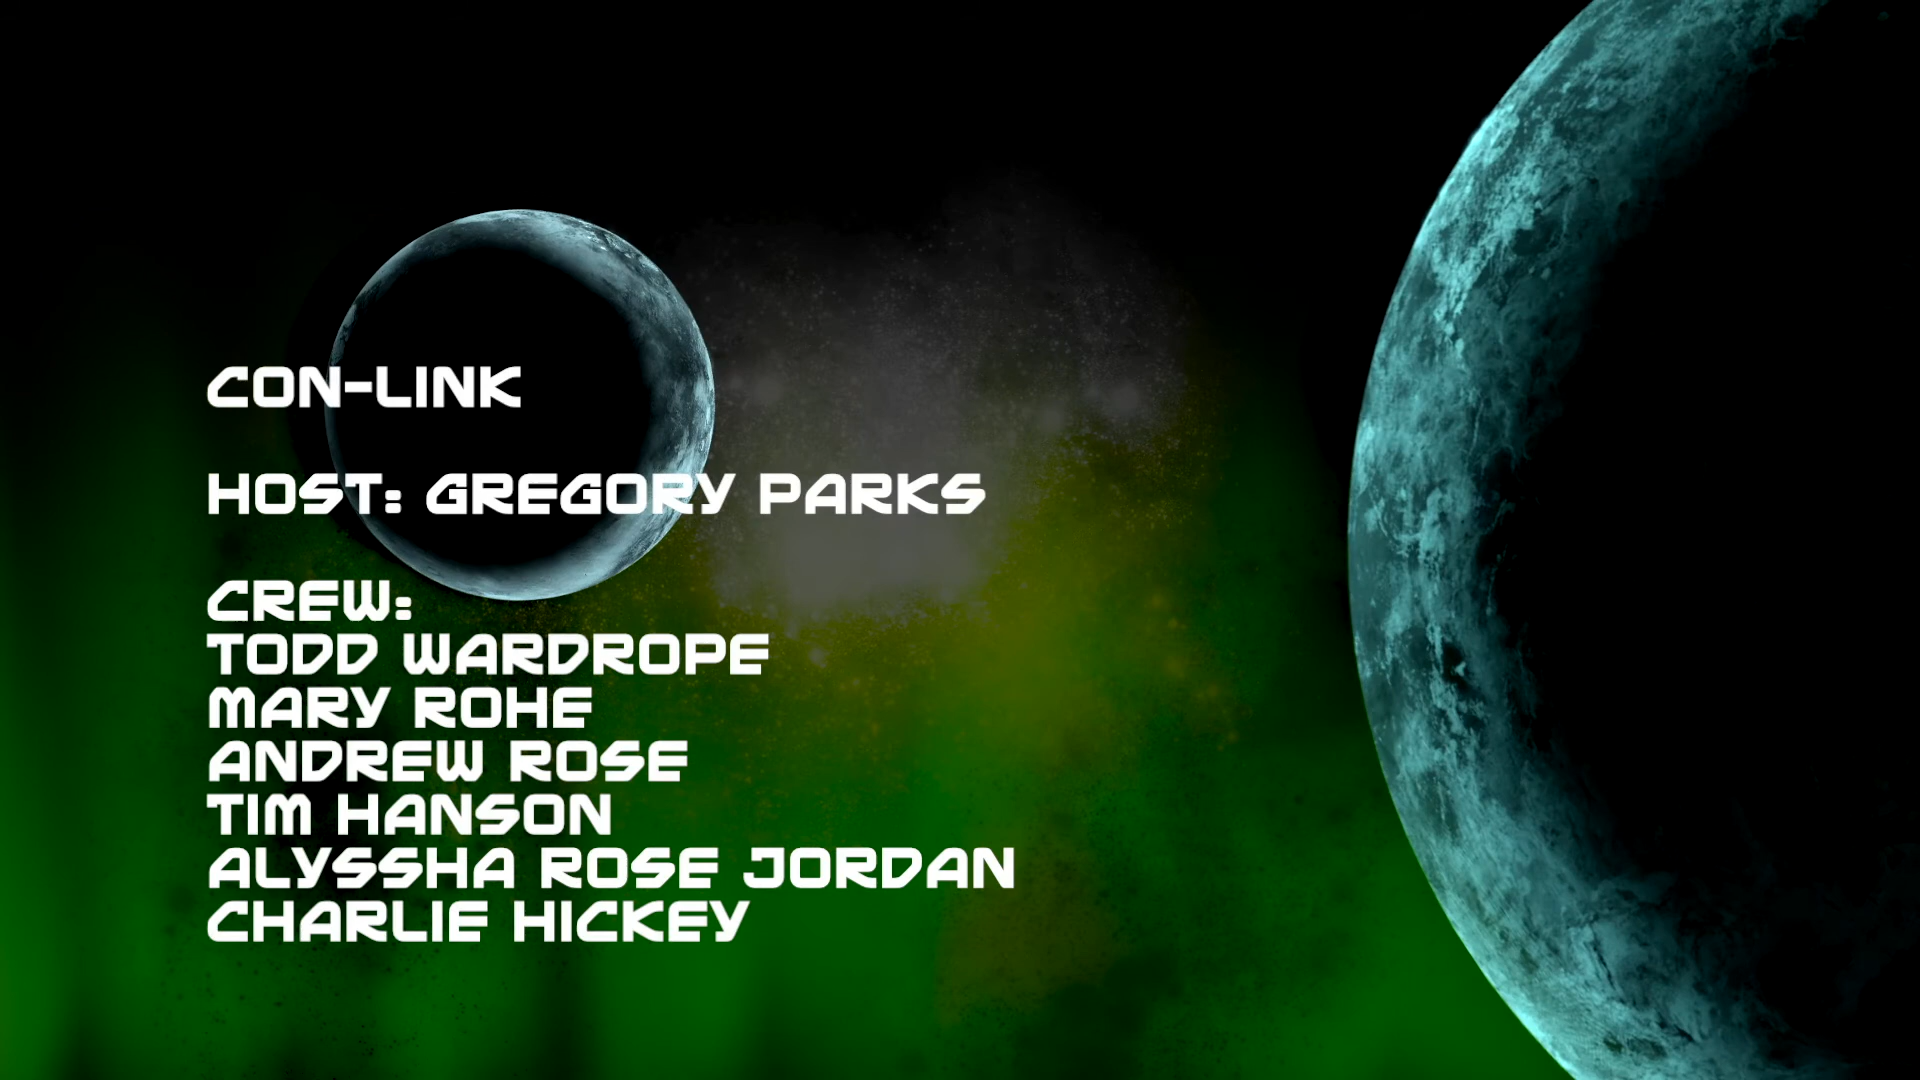 CON-LINK
HOST: GREGORY PARKS
CREW:
TODD WARDROPE
MARY ROHE
ANDREW ROSE
TIM HANSON
ALYSSHA ROSE JORDAN
CHARLIE HICKEY